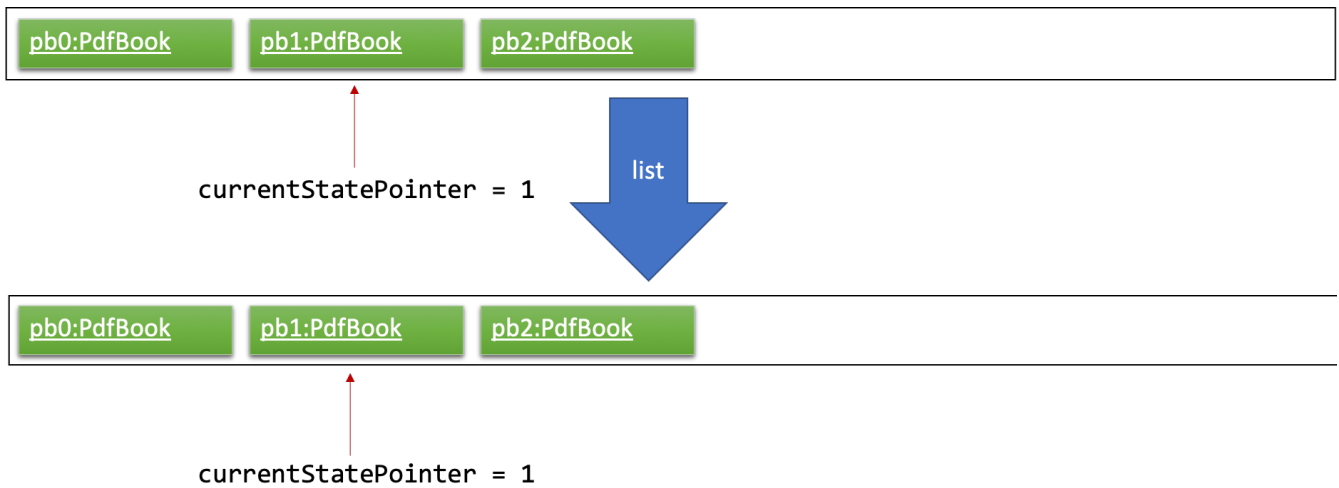 pb0:PdfBook pb1:PdfBook pb2:PdfBook
list
currentStatePointer = 1
pb0:PdfBook pb1:PdfBook pb2:PdfBook
currentStatePointer = 1